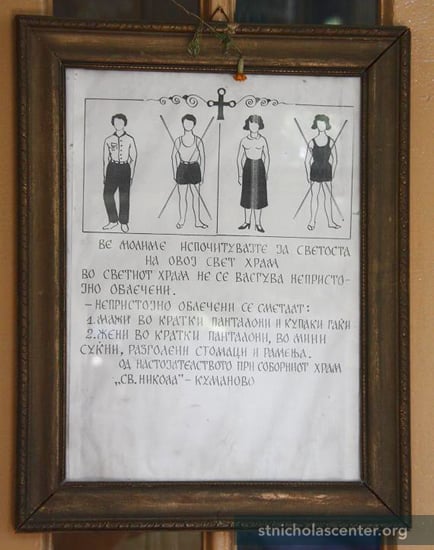 ВЕ МОЛИМЕ ИСПОЧИТУВАЈТЕ ЈА СВЕТОСТА
НА ОВОЈ СВЕТ ХРАМ
ВО СВЕТИОТ ХРАМ НЕ СЕ ВЛЕГУВА НЕПРИСТО-
ЈНО ОБЛЕЧЕНИ.
– НЕПРИСТОЈНО ОБЛЕЧЕНИ СЕ СМЕТААТ:
1. МАЖИ ВО КРАТКИ ПАНТАЛОНИ И КУПАЌИ ГАЌИ
2. ЖЕНИ ВО КРАТКИ ПАНТАЛОНИ, ВО МИНИ
СУКЊИ, РАЗГОЛЕНИ СТОМАЦИ И РАМЕЊА.
ОД НАСТОЈАТЕЛСТВОТО ПРИ СОБОРНИОТ ХРАМ
„СВ. НИКОЛА" – КУМАНОВО
stnicholascenter.org